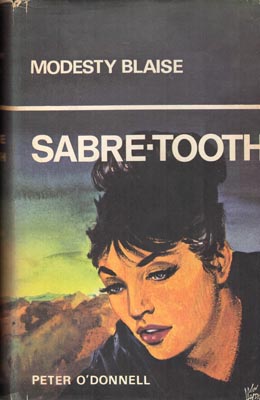 MODESTY BLAISE
SABRE-TOOTH
PETER O'DONNELL